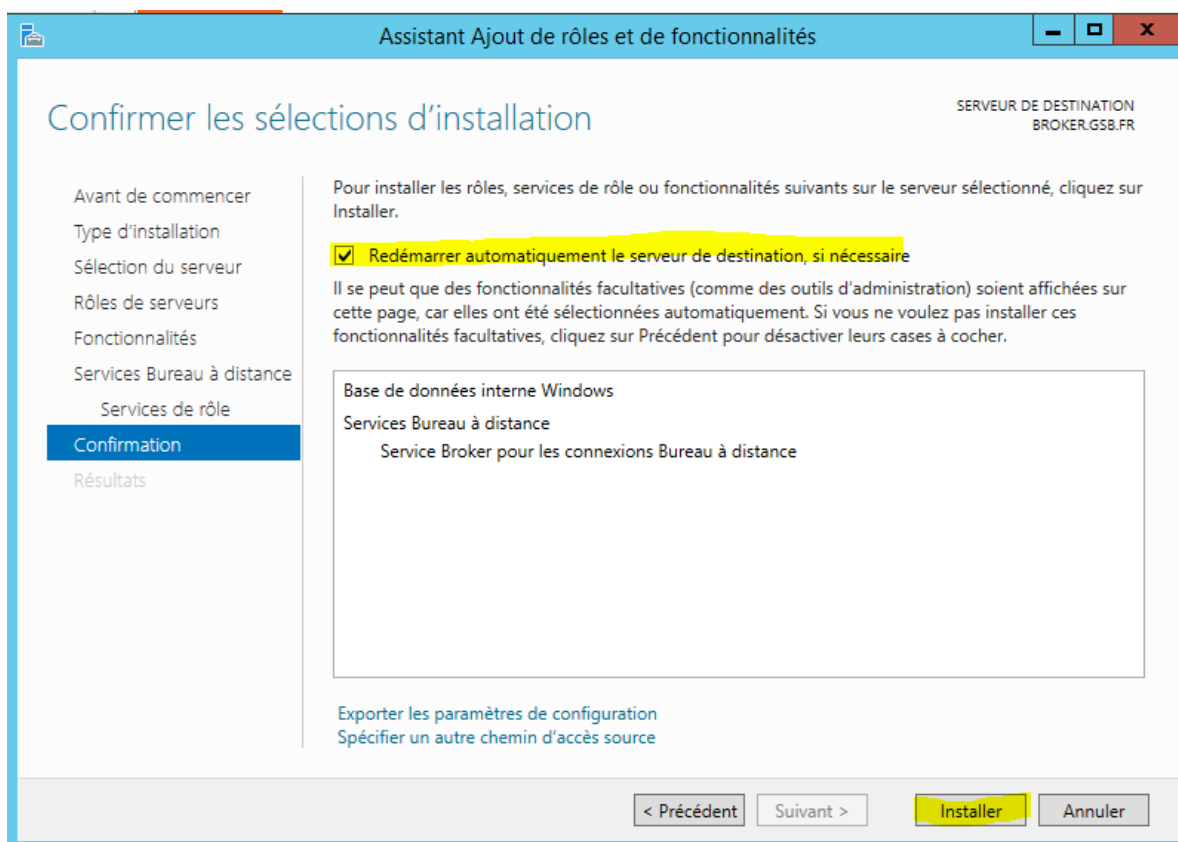 Assistant Ajout de rôles et de fonctionnalités
x
Confirmer les sélections d'installation
SERVEUR DE DESTINATION
BROKER.GSB.FR
Avant de commencer
Type d'installation
Sélection du serveur
Rôles de serveurs
Fonctionnalités
Services Bureau à distance
Services de rôle
Confirmation
Résultats
Pour installer les rôles, services de rôle ou fonctionnalités suivants sur le serveur sélectionné, cliquez sur
Installer.
Redémarrer automatiquement le serveur de destination, si nécessaire
Il se peut que des fonctionnalités facultatives (comme des outils d'administration) soient affichées sur
cette page, car elles ont été sélectionnées automatiquement. Si vous ne voulez pas installer ces
fonctionnalités facultatives, cliquez sur Précédent pour désactiver leurs cases à cocher.
Base de données interne Windows
Services Bureau à distance
Service Broker pour les connexions Bureau à distance
Exporter les paramètres de configuration
Spécifier un autre chemin d'accès source
< Précédent
Suivant >
Installer
Annuler